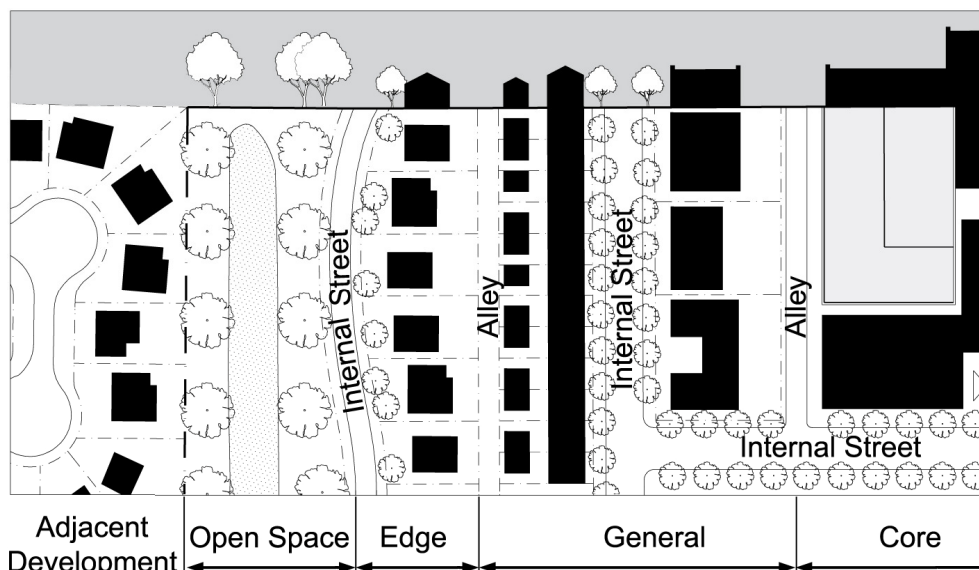 Internal Street
Alley
Internal Street
Alley
Internal Street
Adjacent
Development
Open Space
Edge
General
Core